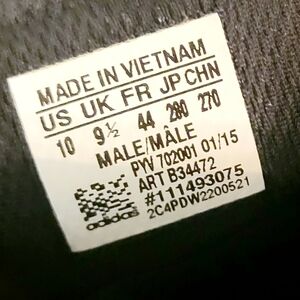 MADE IN VIETNAM
US UK FR JP CHN
10 9½ 44 280 270
MALE/MÂLE
PYV 702001 01/15
ART B34472
#111493075
2C4PDW2200521